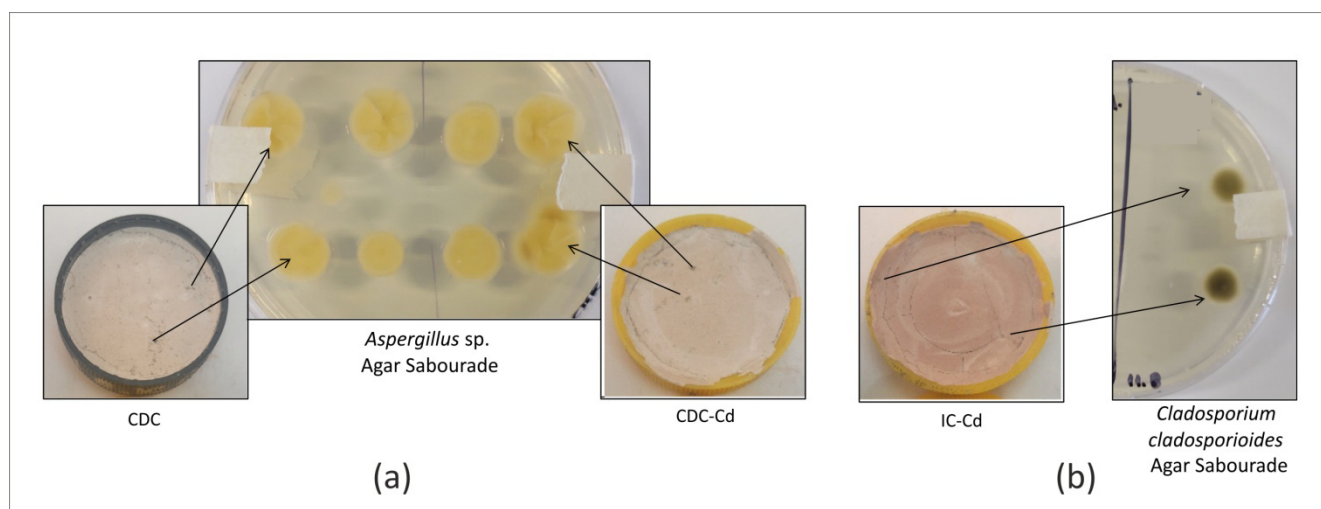 Aspergillus sp.
Agar Sabourade
CDC
CDC-Cd
IC-Cd
Cladosporium
cladosporioides
Agar Sabourade
(a)
(b)